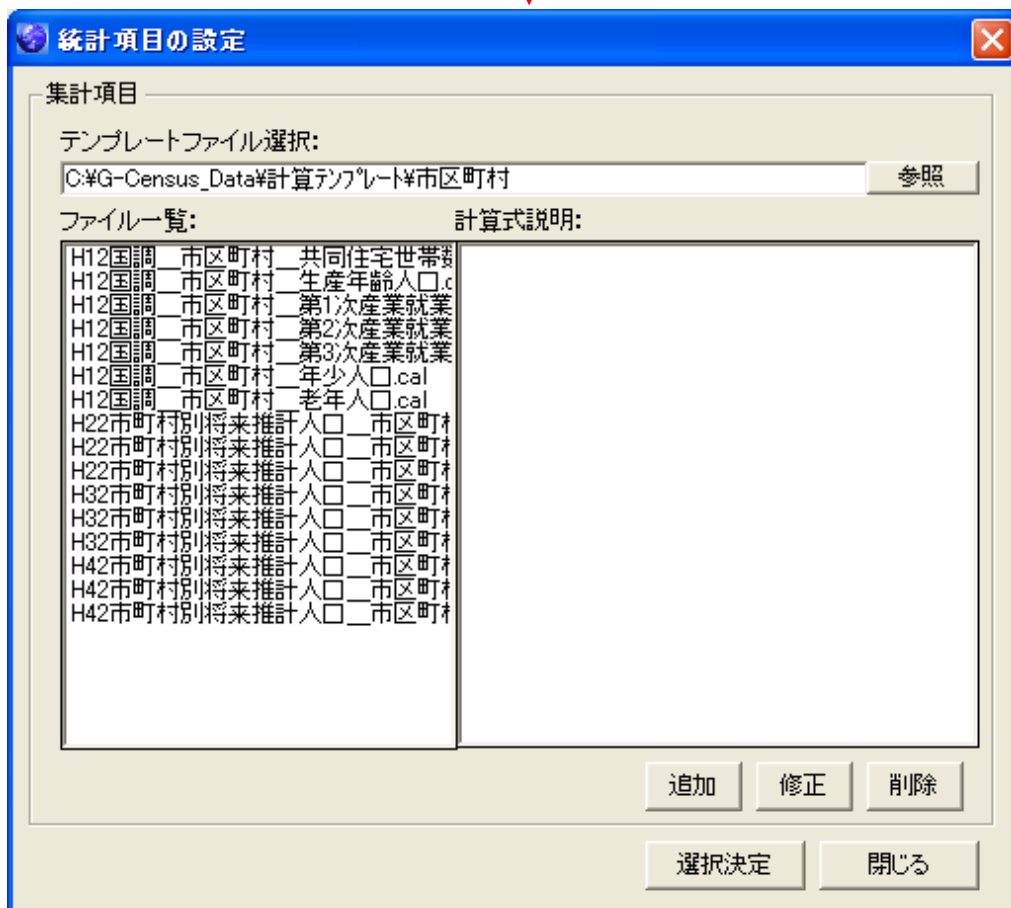 統計項目の設定
集計項目
テンプレートファイル選択:
C:¥G-Census_Data¥計算ﾃﾝﾌﾟﾚｰﾄ¥市区町村
参照
ファイル一覧:
計算式説明:
H12国調__市区町村__共同住宅世帯数
H12国調__市区町村__生産年齢人口.c
H12国調__市区町村__第1次産業就業
H12国調__市区町村__第2次産業就業
H12国調__市区町村__第3次産業就業
H12国調__市区町村__年少人口.cal
H12国調__市区町村__老年人口.cal
H22市町村別将来推計人口__市区町村
H22市町村別将来推計人口__市区町村
H22市町村別将来推計人口__市区町村
H32市町村別将来推計人口__市区町村
H32市町村別将来推計人口__市区町村
H32市町村別将来推計人口__市区町村
H42市町村別将来推計人口__市区町村
H42市町村別将来推計人口__市区町村
H42市町村別将来推計人口__市区町村
追加
修正
削除
選択決定
閉じる